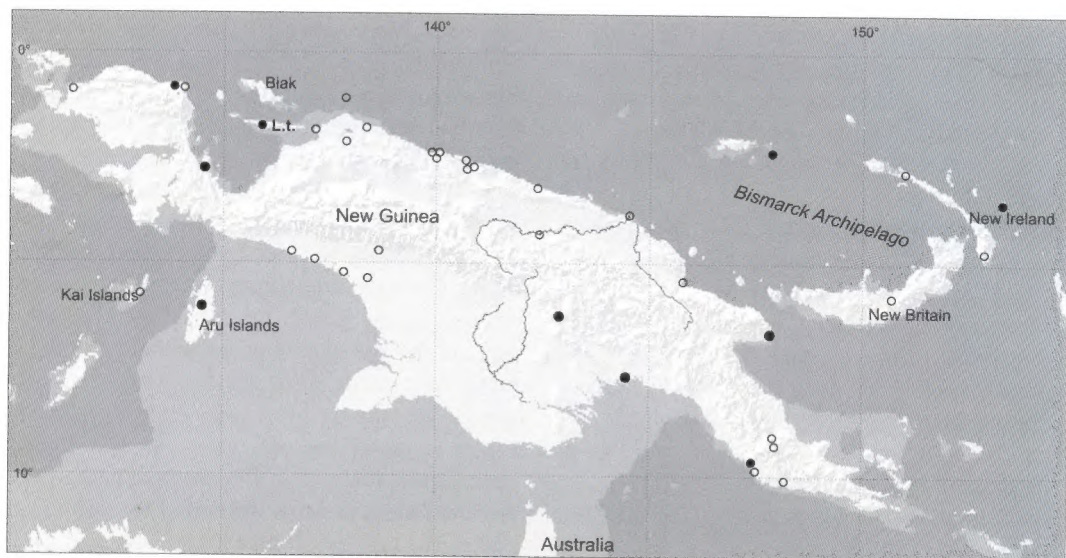 140°
150°
0°
Biak
L.t.
Bismarck Archipelago
New Guinea
New Ireland
Kai Islands
Aru Islands
New Britain
10°
Australia